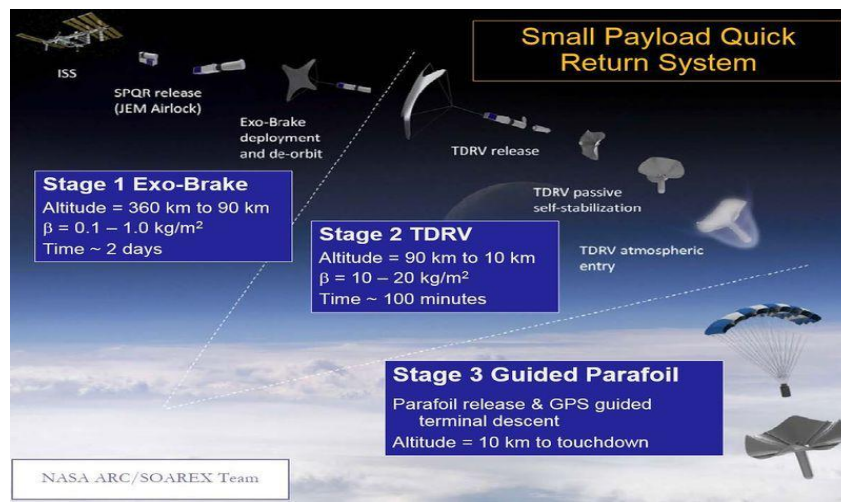 Small Payload Quick
Return System
ISS
SPQR release
(JEM Airlock)
Exo-Brake
deployment
and de-orbit
TDRV release
TDRV passive
self-stabilization
TDRV atmospheric
entry
Stage 1 Exo-Brake
Altitude = 360 km to 90 km
β = 0.1 – 1.0 kg/m²
Time ~ 2 days
Stage 2 TDRV
Altitude = 90 km to 10 km
β = 10 – 20 kg/m²
Time ~ 100 minutes
Stage 3 Guided Parafoil
Parafoil release & GPS guided
terminal descent
Altitude = 10 km to touchdown
NASA ARC/SOAREX Team